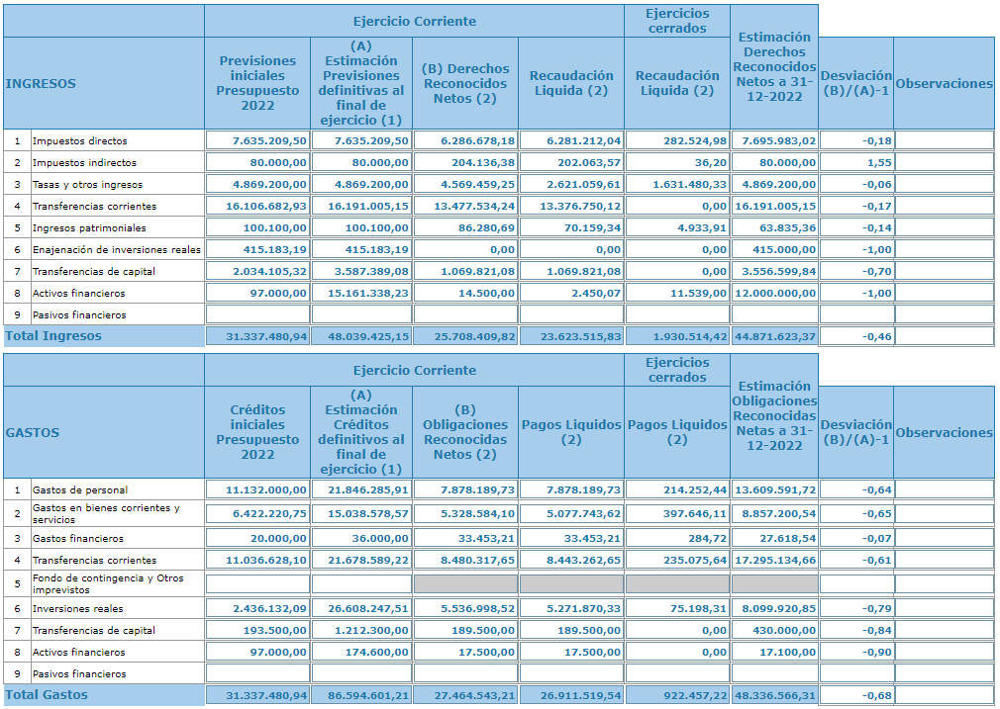 Ejercicio Corriente
Ejercicios
cerrados
Estimación
Derechos
Reconocidos
Netos a 31-
12-2022
INGRESOS
Previsiones
iniciales
Presupuesto
2022
(A)
Estimación
Previsiones
definitivas al
final de
ejercicio (1)
(B) Derechos
Reconocidos
Netos (2)
Recaudación
Liquida (2)
Recaudación
Liquida (2)
Desviación
(B)/(A)-1
Observaciones
1 Impuestos directos 7.635.209,50 7.635.209,50 6.286.678,18 6.281.212,04 282.524,98 7.695.983,02 -0,18
2 Impuestos indirectos 80.000,00 80.000,00 204.136,38 202.063,57 36,20 80.000,00 1,55
3 Tasas y otros ingresos 4.869.200,00 4.869.200,00 4.569.459,25 2.621.059,61 1.631.480,33 4.869.200,00 -0,06
4 Transferencias corrientes 16.106.682,93 16.191.005,15 13.477.534,24 13.376.750,12 0,00 16.191.005,15 -0,17
5 Ingresos patrimoniales 100.100,00 100.100,00 86.280,69 70.159,34 4.933,91 63.835,36 -0,14
6 Enajenación de inversiones reales 415.183,19 415.183,19 0,00 0,00 0,00 415.000,00 -1,00
7 Transferencias de capital 2.034.105,32 3.587.389,08 1.069.821,08 1.069.821,08 0,00 3.556.599,84 -0,70
8 Activos financieros 97.000,00 15.161.338,23 14.500,00 2.450,07 11.539,00 12.000.000,00 -1,00
9 Pasivos financieros
Total Ingresos 31.337.480,94 48.039.425,15 25.708.409,82 23.623.515,83 1.930.514,42 44.871.623,37 -0,46
Ejercicio Corriente
Ejercicios
cerrados
Estimación
Obligaciones
Reconocidas
Netas a 31-
12-2022
GASTOS
Créditos
iniciales
Presupuesto
2022
(A)
Estimación
Créditos
definitivos al
final de
ejercicio (1)
(B)
Obligaciones
Reconocidas
Netos (2)
Pagos Liquidos
(2)
Pagos Liquidos
(2)
Desviación
(B)/(A)-1
Observaciones
1 Gastos de personal 11.132.000,00 21.846.285,91 7.878.189,73 7.878.189,73 214.252,44 13.609.591,72 -0,64
2 Gastos en bienes corrientes y
servicios 6.422.220,75 15.038.578,57 5.328.584,10 5.077.743,62 397.646,11 8.857.200,54 -0,65
3 Gastos financieros 20.000,00 36.000,00 33.453,21 33.453,21 284,72 27.618,54 -0,07
4 Transferencias corrientes 11.036.628,10 21.678.589,22 8.480.317,65 8.443.262,65 235.075,64 17.295.134,66 -0,61
5 Fondo de contingencia y Otros
imprevistos
6 Inversiones reales 2.436.132,09 26.608.247,51 5.536.998,52 5.271.870,33 75.198,31 8.099.920,85 -0,79
7 Transferencias de capital 193.500,00 1.212.300,00 189.500,00 189.500,00 0,00 430.000,00 -0,84
8 Activos financieros 97.000,00 174.600,00 17.500,00 17.500,00 0,00 17.100,00 -0,90
9 Pasivos financieros
Total Gastos 31.337.480,94 86.594.601,21 27.464.543,21 26.911.519,54 922.457,22 48.336.566,31 -0,68